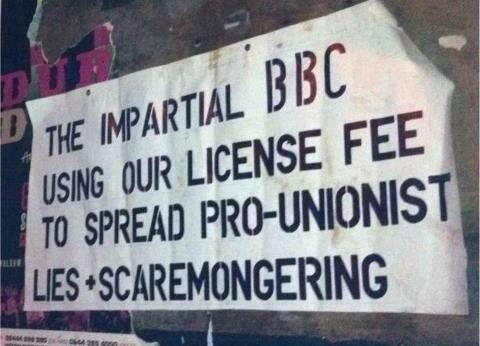 THE IMPARTIAL BBC
USING OUR LICENSE FEE
TO SPREAD PRO-UNIONIST
LIES + SCAREMONGERING